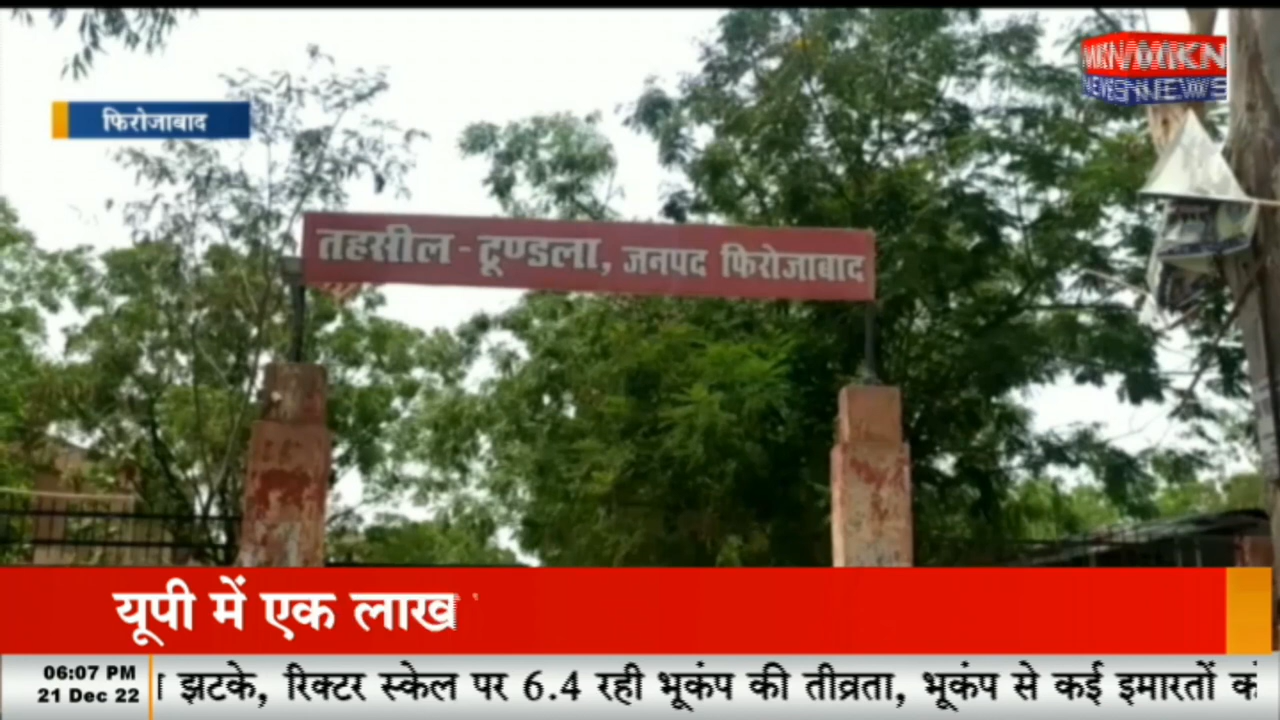 फिरोजाबाद
तहसील - टूण्डला, जनपद फिरोजाबाद
यूपी में एक लाख
06:07 PM
21 Dec 22
झटके, रिक्टर स्केल पर 6.4 रही भूकंप की तीव्रता, भूकंप से कई इमारतों